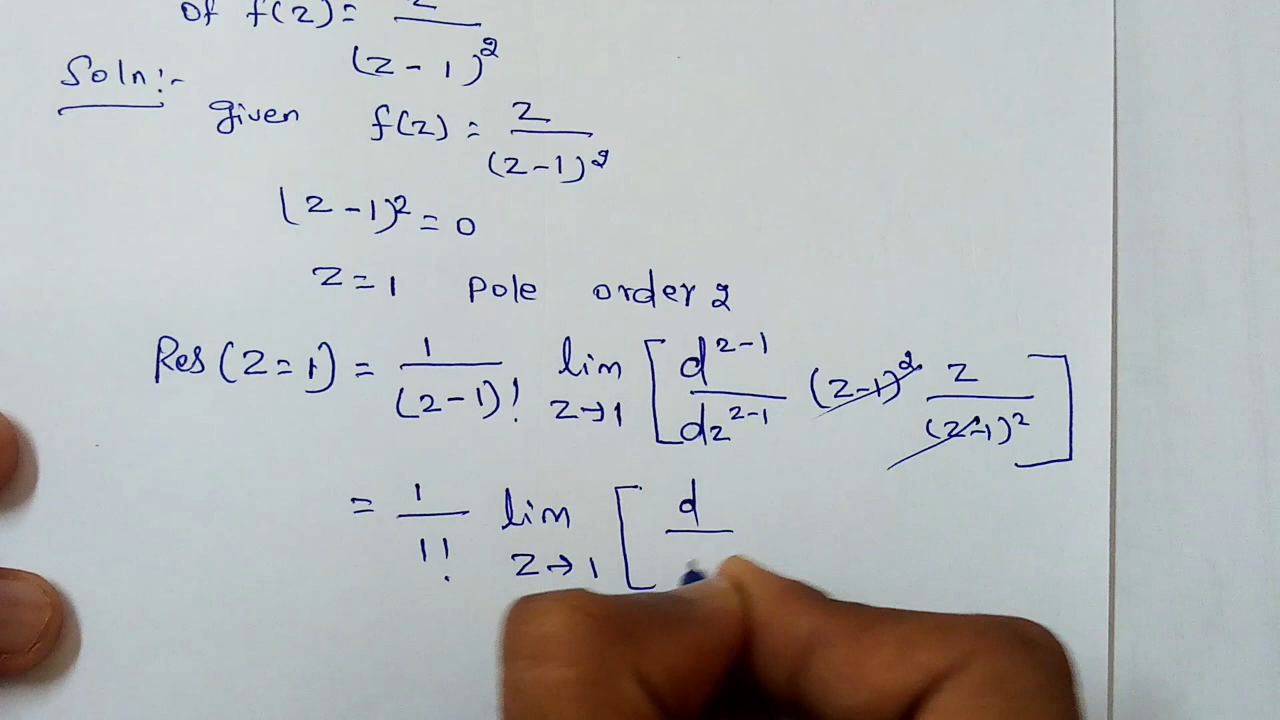 Of f(z) = z / (z-1)²
Soln:-
given f(z) = z / (z-1)²
(z-1)² = 0
z = 1 pole order 2
Res (z=1) = 1 / (2-1)! lim z→1 [ d²⁻¹ / dz²⁻¹ (z-1)² z / (z-1)² ]
= 1 / 1! lim z→1 [ d